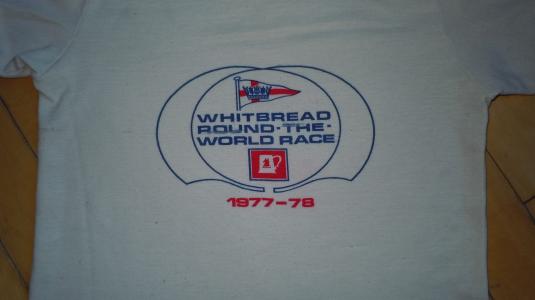 WHITBREAD
ROUND-THE-
WORLD RACE
1977-78